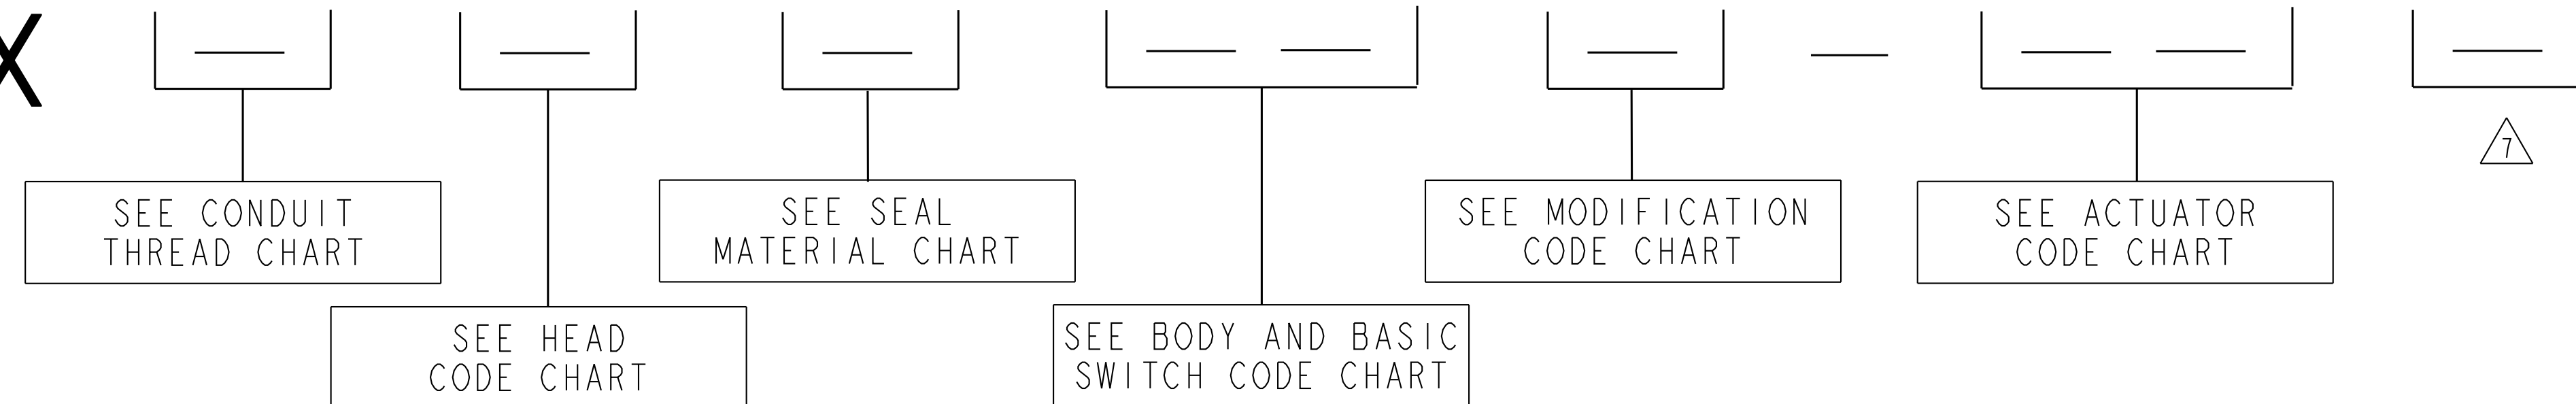 X
7
SEE CONDUIT
THREAD CHART
SEE SEAL
MATERIAL CHART
SEE MODIFICATION
CODE CHART
SEE ACTUATOR
CODE CHART
SEE HEAD
CODE CHART
SEE BODY AND BASIC
SWITCH CODE CHART